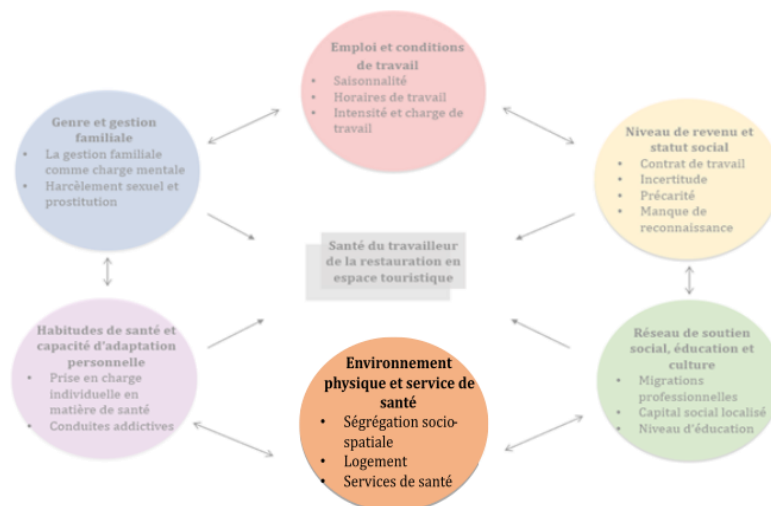 Emploi et conditions
de travail
• Saisonnalité
• Horaires de travail
• Intensité et charge de
travail
Genre et gestion
familiale
• La gestion familiale
comme charge mentale
• Harcèlement sexuel et
prostitution
Niveau de revenu et
statut social
• Contrat de travail
• Incertitude
• Précarité
• Manque de
reconnaissance
Santé du travailleur
de la restauration en
espace touristique
Habitudes de santé et
capacité d'adaptation
personnelle
• Prise en charge
individuelle en
matière de santé
• Conduites addictives
Environnement
physique et service de
santé
• Ségrégation socio-
spatiale
• Logement
• Services de santé
Réseau de soutien
social, éducation et
culture
• Migrations
professionnelles
• Capital social localisé
• Niveau d'éducation